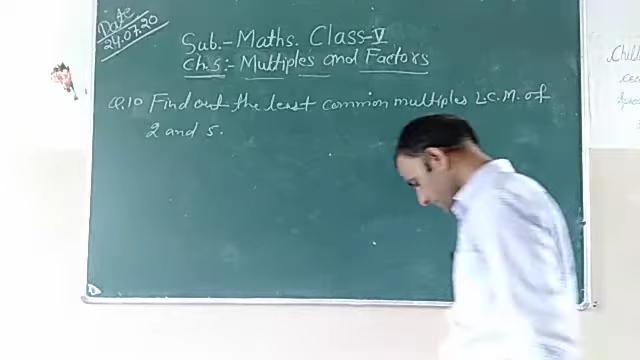 Date
24.07.20
Sub.- Maths. Class-V
Ch.5:- Multiples and Factors
Q.10 Find out the least common multiples L.C.M. of
2 and 5.